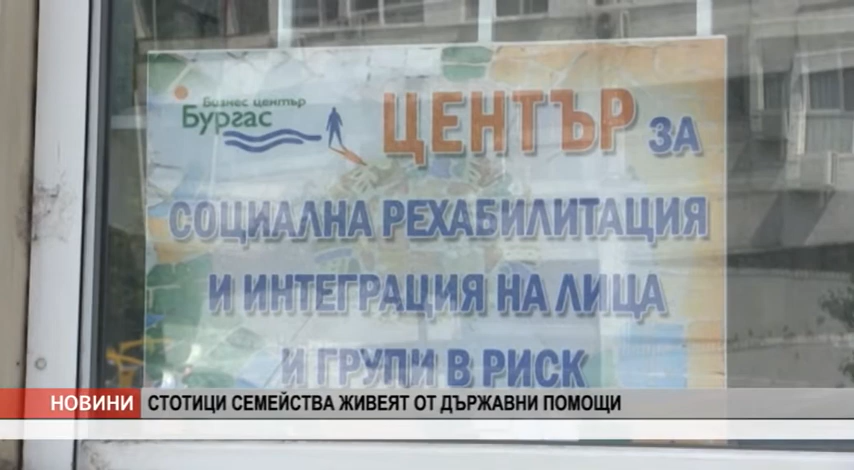 Бизнес център
Бургас
ЦЕНТЪР ЗА
СОЦИАЛНА РЕХАБИЛИТАЦИЯ
И ИНТЕГРАЦИЯ НА ЛИЦА
И ГРУПИ В РИСК
НОВИНИ
СТОТИЦИ СЕМЕЙСТВА ЖИВЕЯТ ОТ ДЪРЖАВНИ ПОМОЩИ